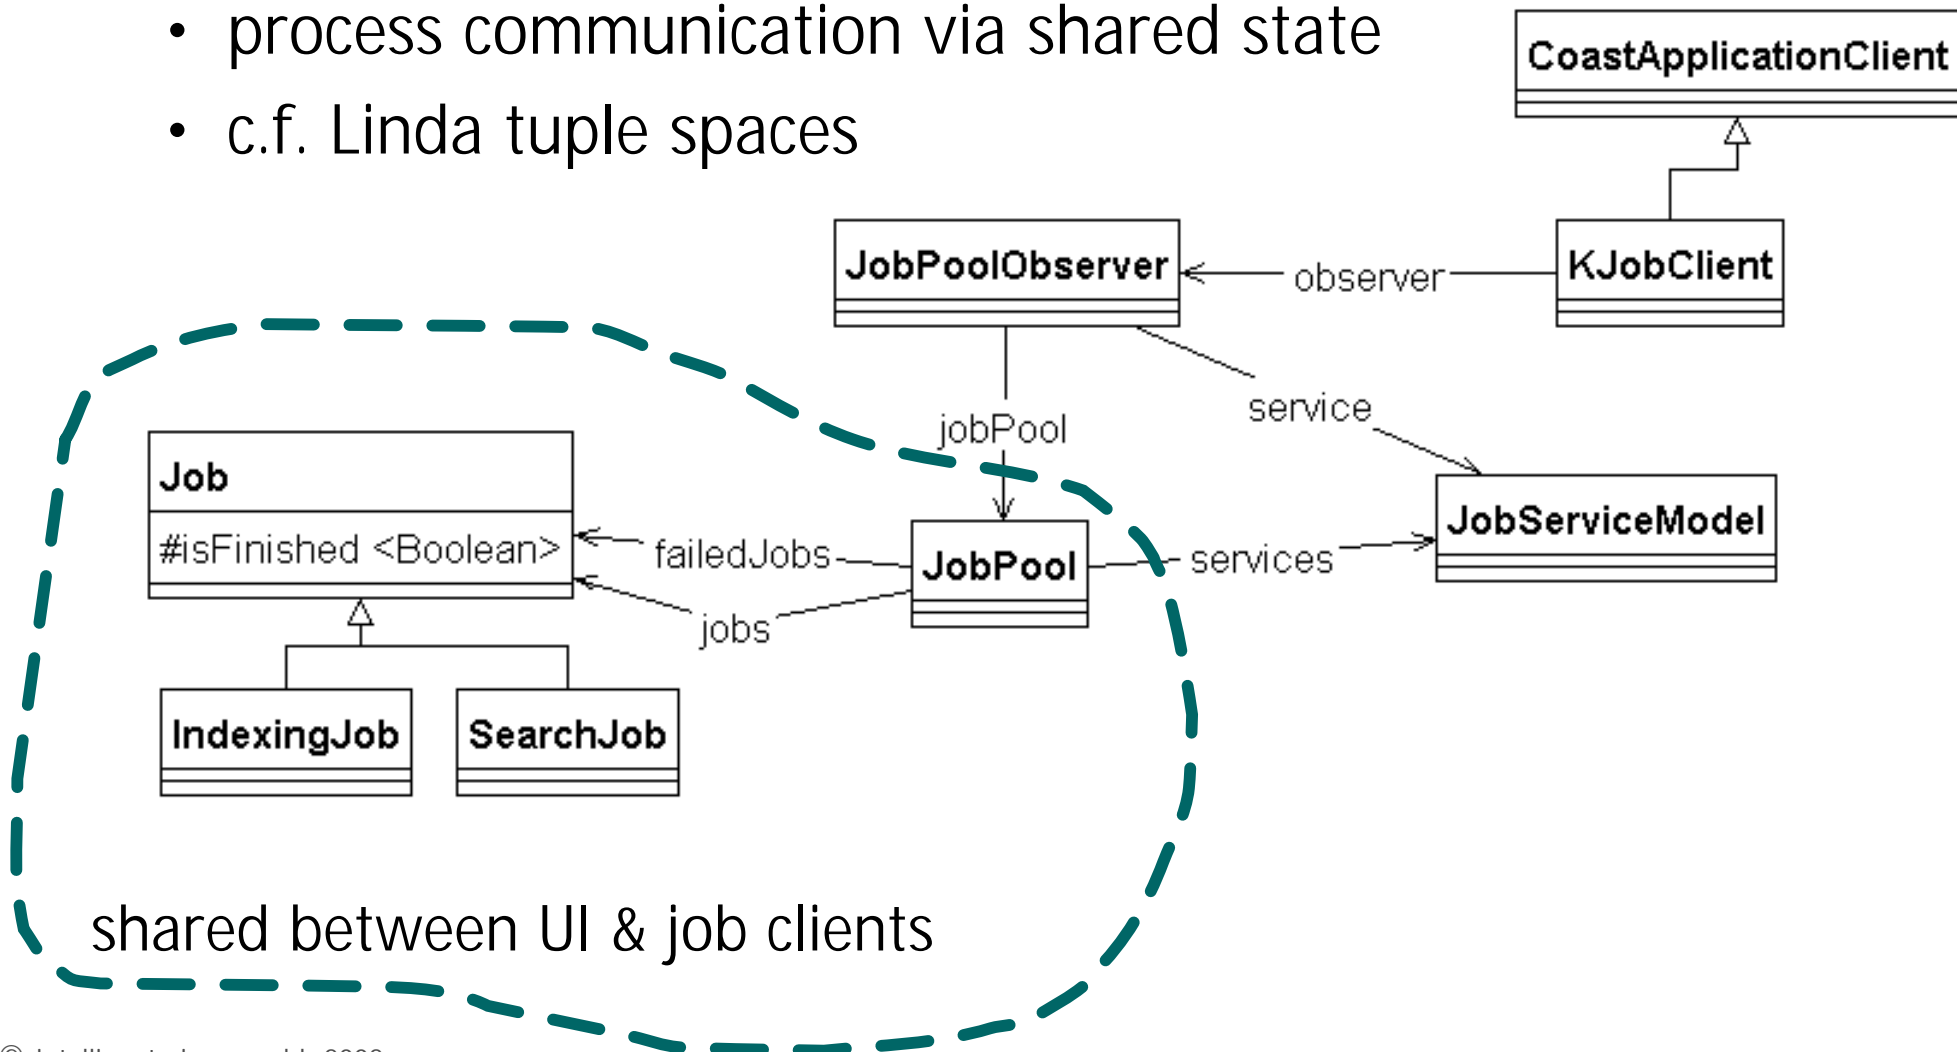 • process communication via shared state
• c.f. Linda tuple spaces
CoastApplicationClient
JobPoolObserver
observer
KJobClient
service
jobPool
Job
#isFinished <Boolean>
failedJobs
JobPool
services
JobServiceModel
jobs
IndexingJob
SearchJob
shared between UI & job clients